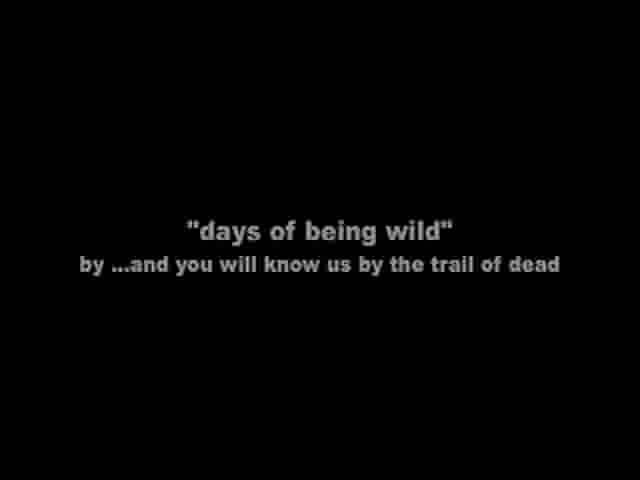 "days of being wild"
by ...and you will know us by the trail of dead